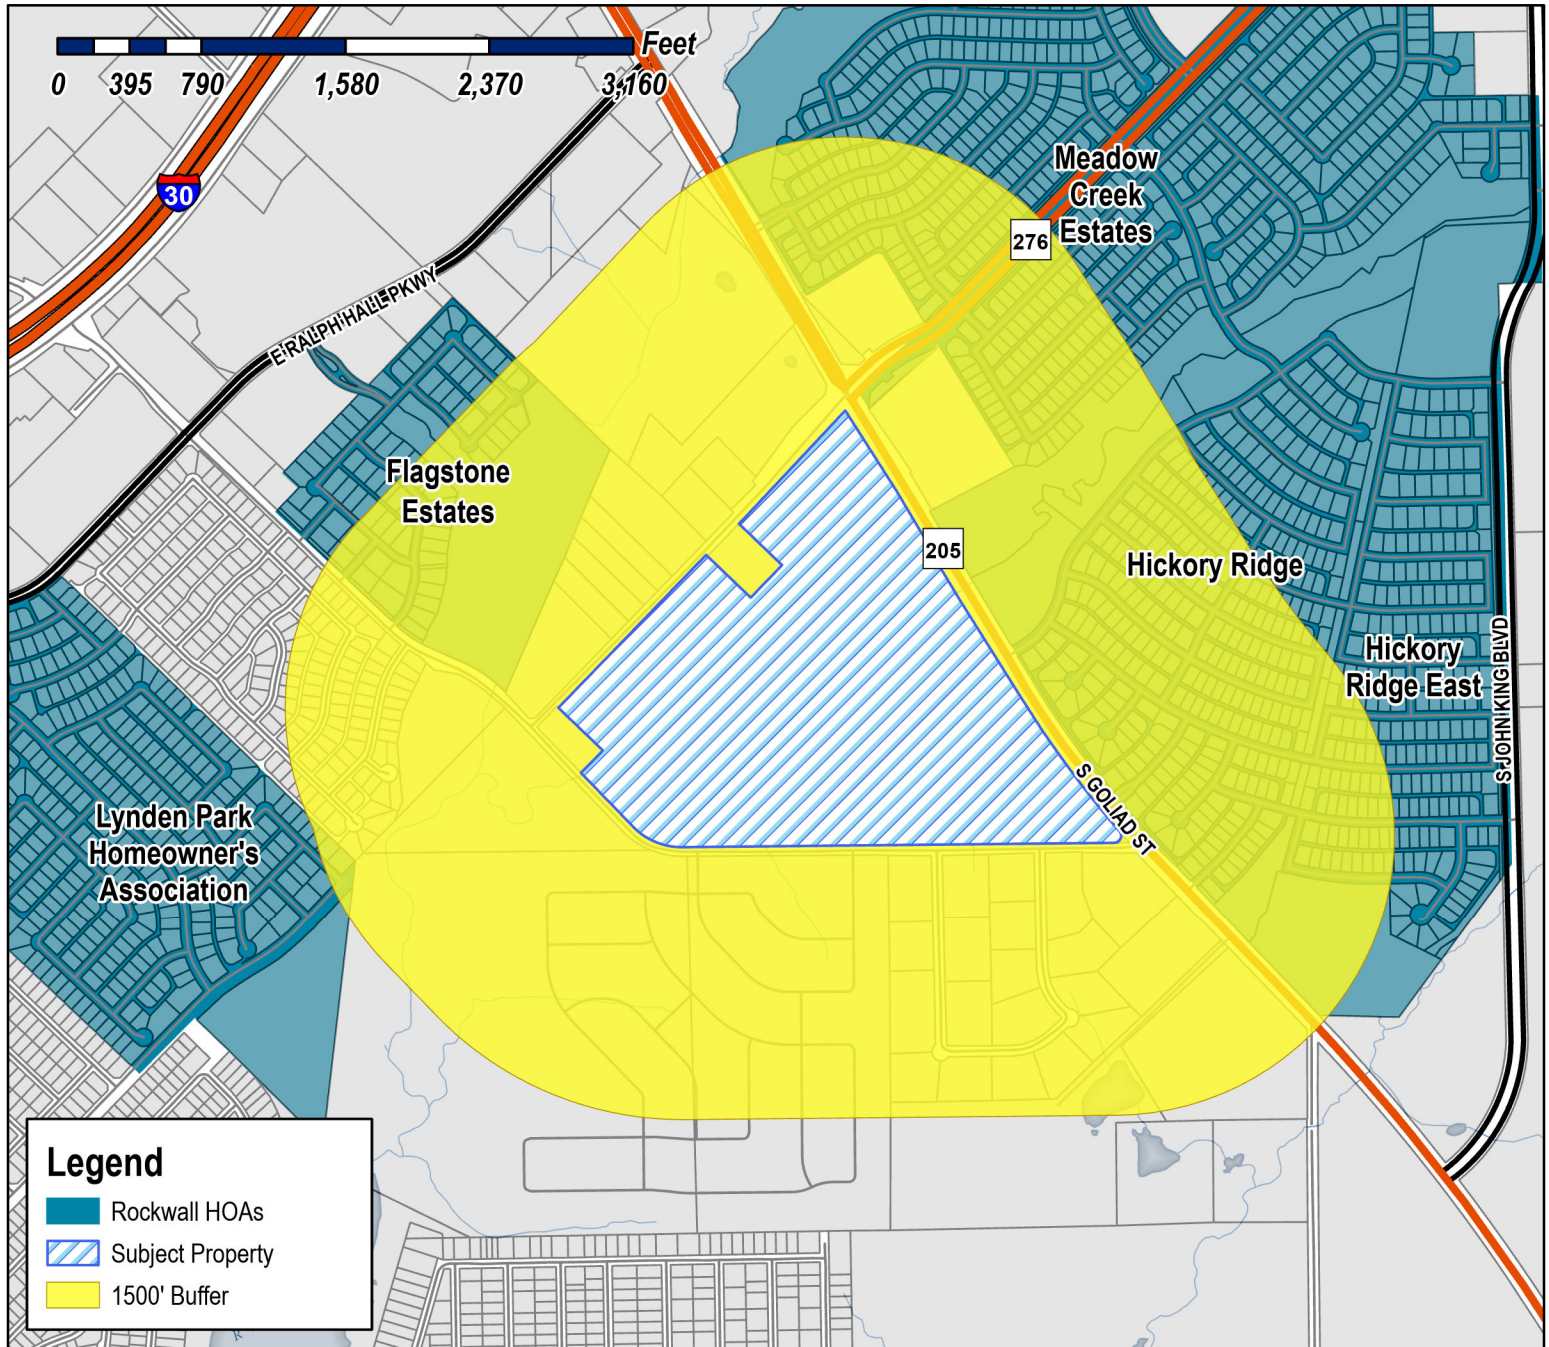 Feet
0 395 790 1,580 2,370 3,160
30
Meadow
Creek
Estates
276
E RALPH HALL PKWY
Flagstone
Estates
205
Hickory Ridge
Hickory
Ridge East
S JOHN KING BLVD
S GOLIAD ST
Lynden Park
Homeowner's
Association
Legend
Rockwall HOAs
Subject Property
1500' Buffer